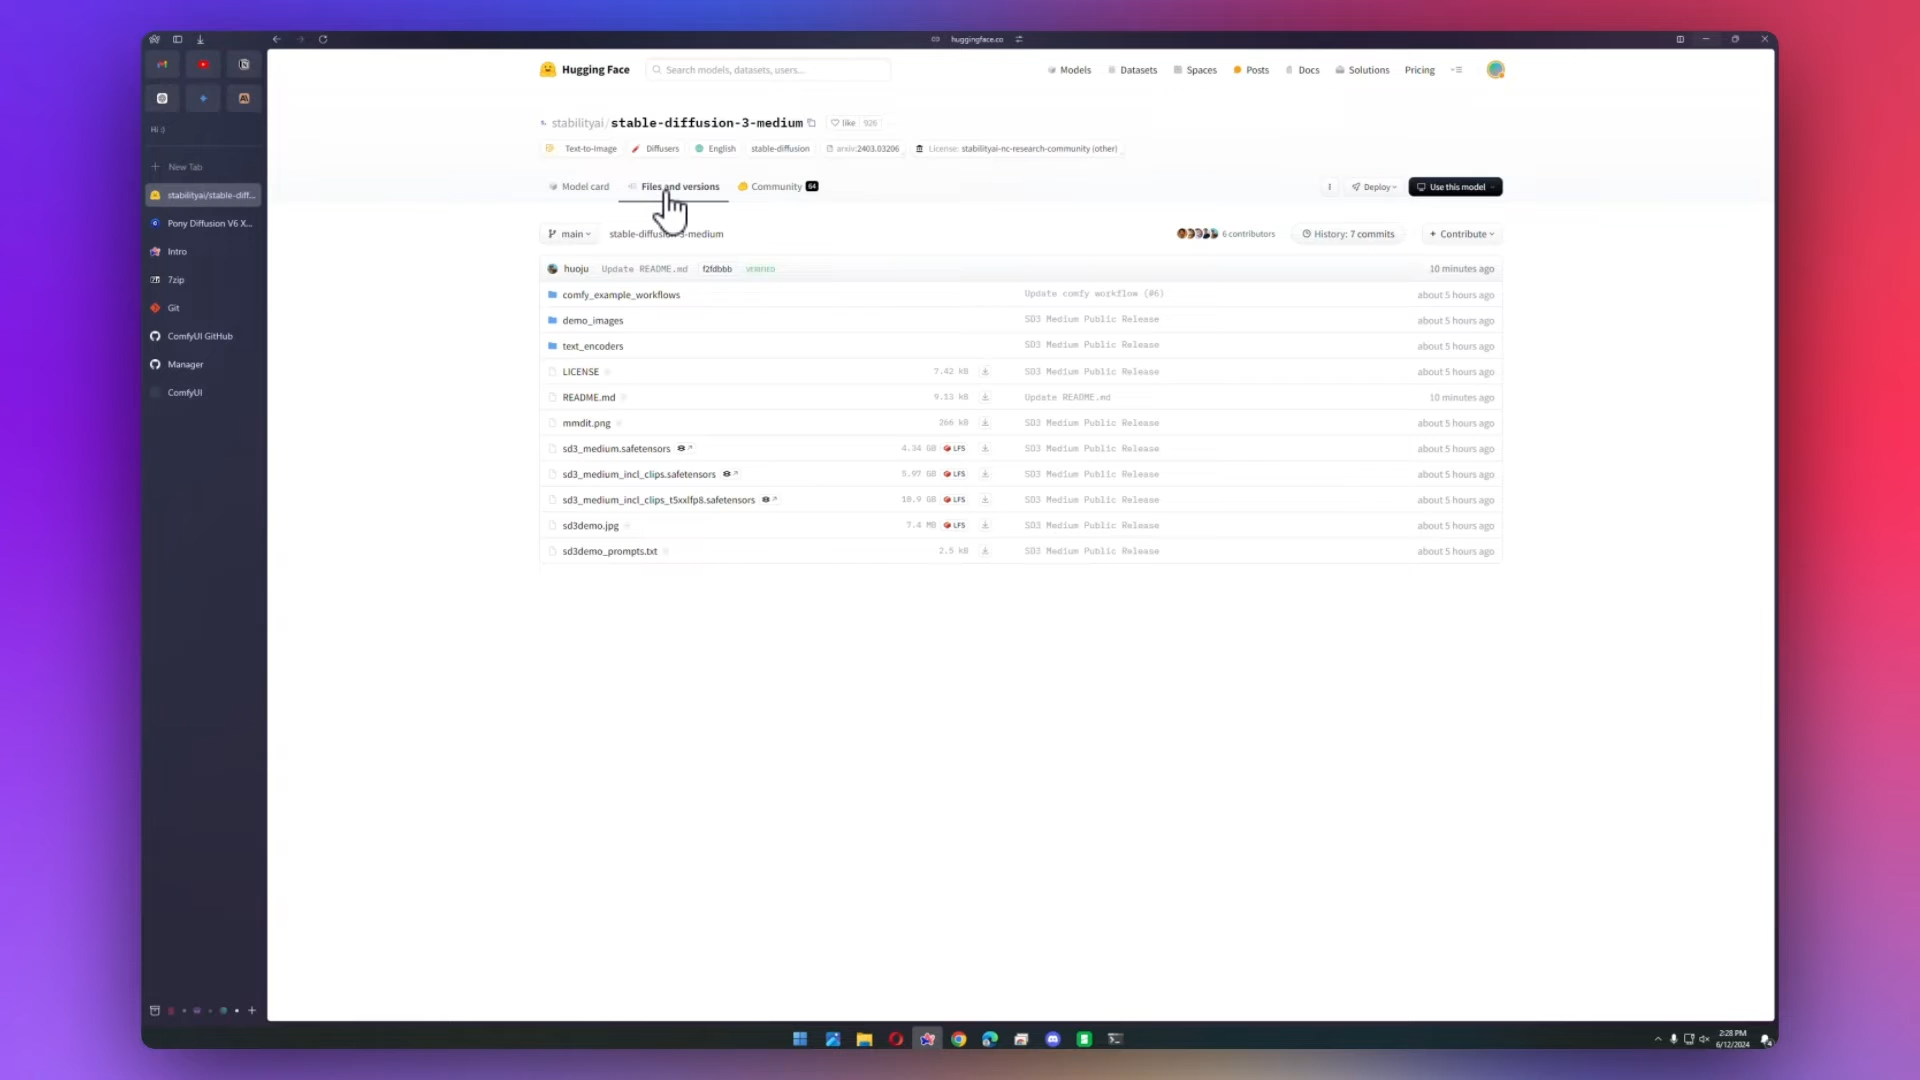 huggingface.co
Hi :)
New Tab
stabilityai/stable-diff...
Pony Diffusion V6 X...
Intro
7zip
Git
ComfyUI GitHub
Manager
ComfyUI
Hugging Face
Search models, datasets, users...
Models
Datasets
Spaces
Posts
Docs
Solutions
Pricing
stabilityai/stable-diffusion-3-medium
like 926
Text-to-Image
Diffusers
English
stable-diffusion
arxiv:2403.03206
License: stabilityai-nc-research-community (other)
Model card
Files and versions
Community 64
Deploy
Use this model
main
stable-diffusion-3-medium
6 contributors
History: 7 commits
+ Contribute
huoju Update README.md f2fdbbb VERIFIED 10 minutes ago
comfy_example_workflows Update comfy workflow (#6) about 5 hours ago
demo_images SD3 Medium Public Release about 5 hours ago
text_encoders SD3 Medium Public Release about 5 hours ago
LICENSE 7.42 kB SD3 Medium Public Release about 5 hours ago
README.md 9.13 kB Update README.md 10 minutes ago
mmdit.png 266 kB SD3 Medium Public Release about 5 hours ago
sd3_medium.safetensors 4.34 GB LFS SD3 Medium Public Release about 5 hours ago
sd3_medium_incl_clips.safetensors 5.97 GB LFS SD3 Medium Public Release about 5 hours ago
sd3_medium_incl_clips_t5xxlfp8.safetensors 10.9 GB LFS SD3 Medium Public Release about 5 hours ago
sd3demo.jpg 7.4 MB LFS SD3 Medium Public Release about 5 hours ago
sd3demo_prompts.txt 2.5 kB SD3 Medium Public Release about 5 hours ago
2:28 PM
6/12/2024